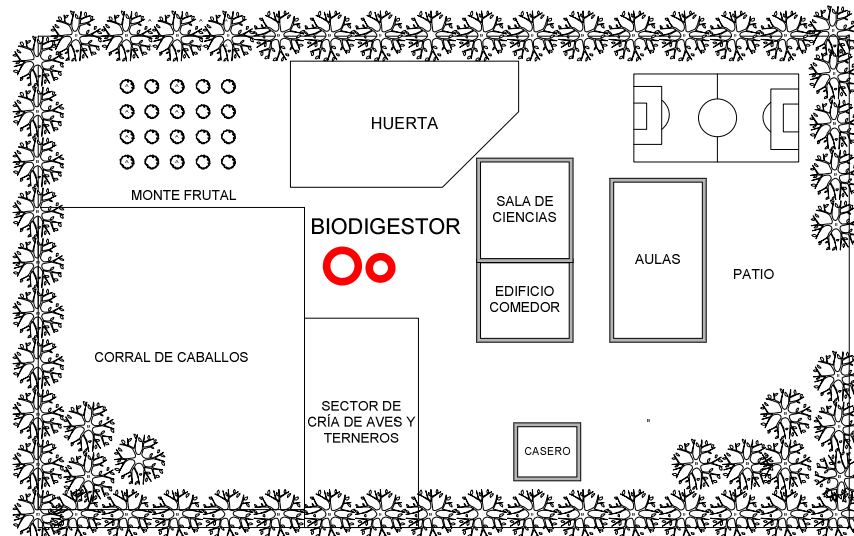 HUERTA
MONTE FRUTAL
SALA DE
CIENCIAS
BIODIGESTOR
AULAS
PATIO
EDIFICIO
COMEDOR
CORRAL DE CABALLOS
SECTOR DE
CRÍA DE AVES Y
TERNEROS
CASERO